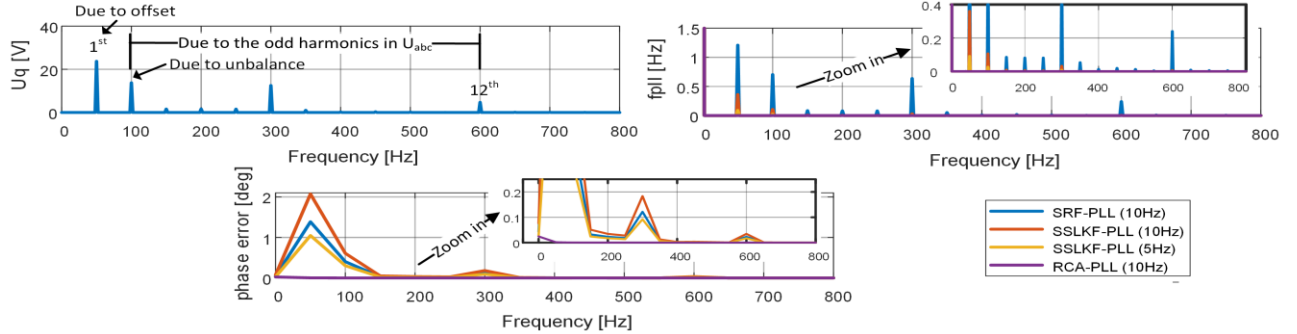 Due to offset
40
1st
Due to the odd harmonics in Uabc
20
Due to unbalance
12th
0
Uq [V]
0 100 200 300 400 500 600 700 800
Frequency [Hz]
1.5
1
0.5
0
fpll [Hz]
Zoom in
0 100 200 300 400 500 600 700 800
Frequency [Hz]
0.4
0.2
0
0 200 400 600 800
2
1
0
phase error [deg]
Zoom in
0 100 200 300 400 500 600 700 800
Frequency [Hz]
0.2
0.1
0
0 200 400 600 800
SRF-PLL (10Hz)
SSLKF-PLL (10Hz)
SSLKF-PLL (5Hz)
RCA-PLL (10Hz)